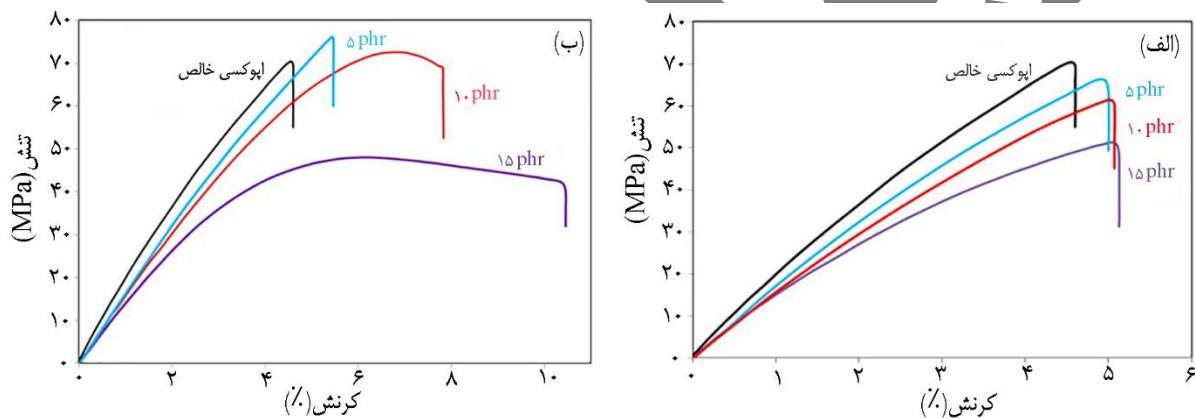 (الف)
اپوکسی خالص
۵ phr
۱۰ phr
۱۵ phr
۸۰
۷۰
۶۰
۵۰
۴۰
۳۰
۲۰
۱۰
۰
تنش (MPa)
۰ ۱ ۲ ۳ ۴ ۵ ۶
کرنش (٪)
(ب)
اپوکسی خالص
۵ phr
۱۰ phr
۱۵ phr
۸۰
۷۰
۶۰
۵۰
۴۰
۳۰
۲۰
۱۰
۰
تنش (MPa)
۰ ۲ ۴ ۶ ۸ ۱۰
کرنش (٪)